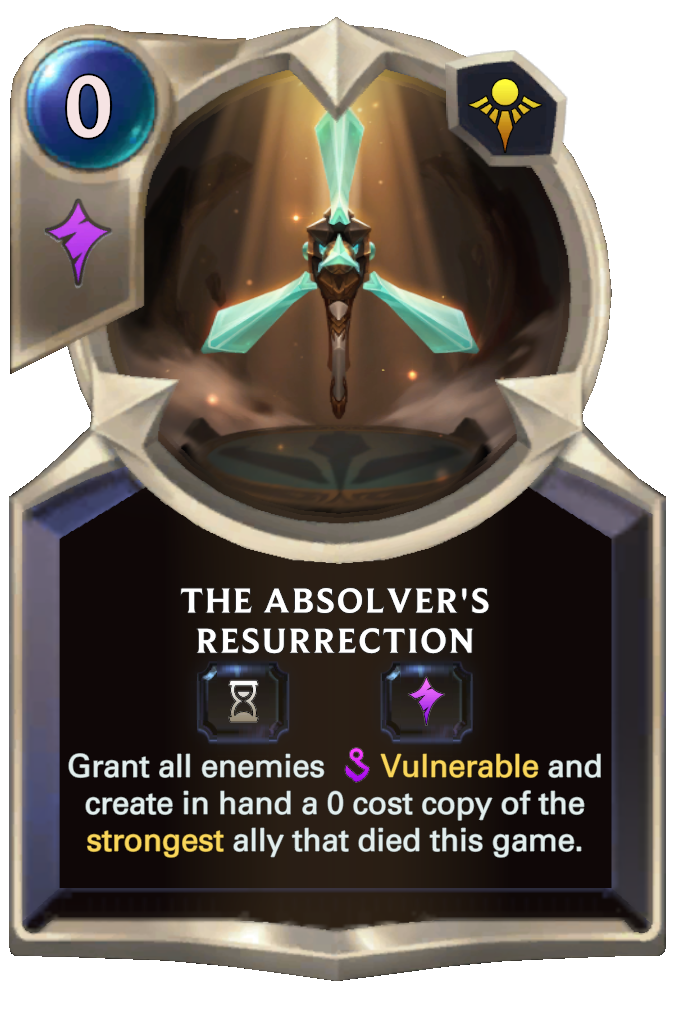 0
THE ABSOLVER'S
RESURRECTION
Grant all enemies Vulnerable and
create in hand a 0 cost copy of the
strongest ally that died this game.